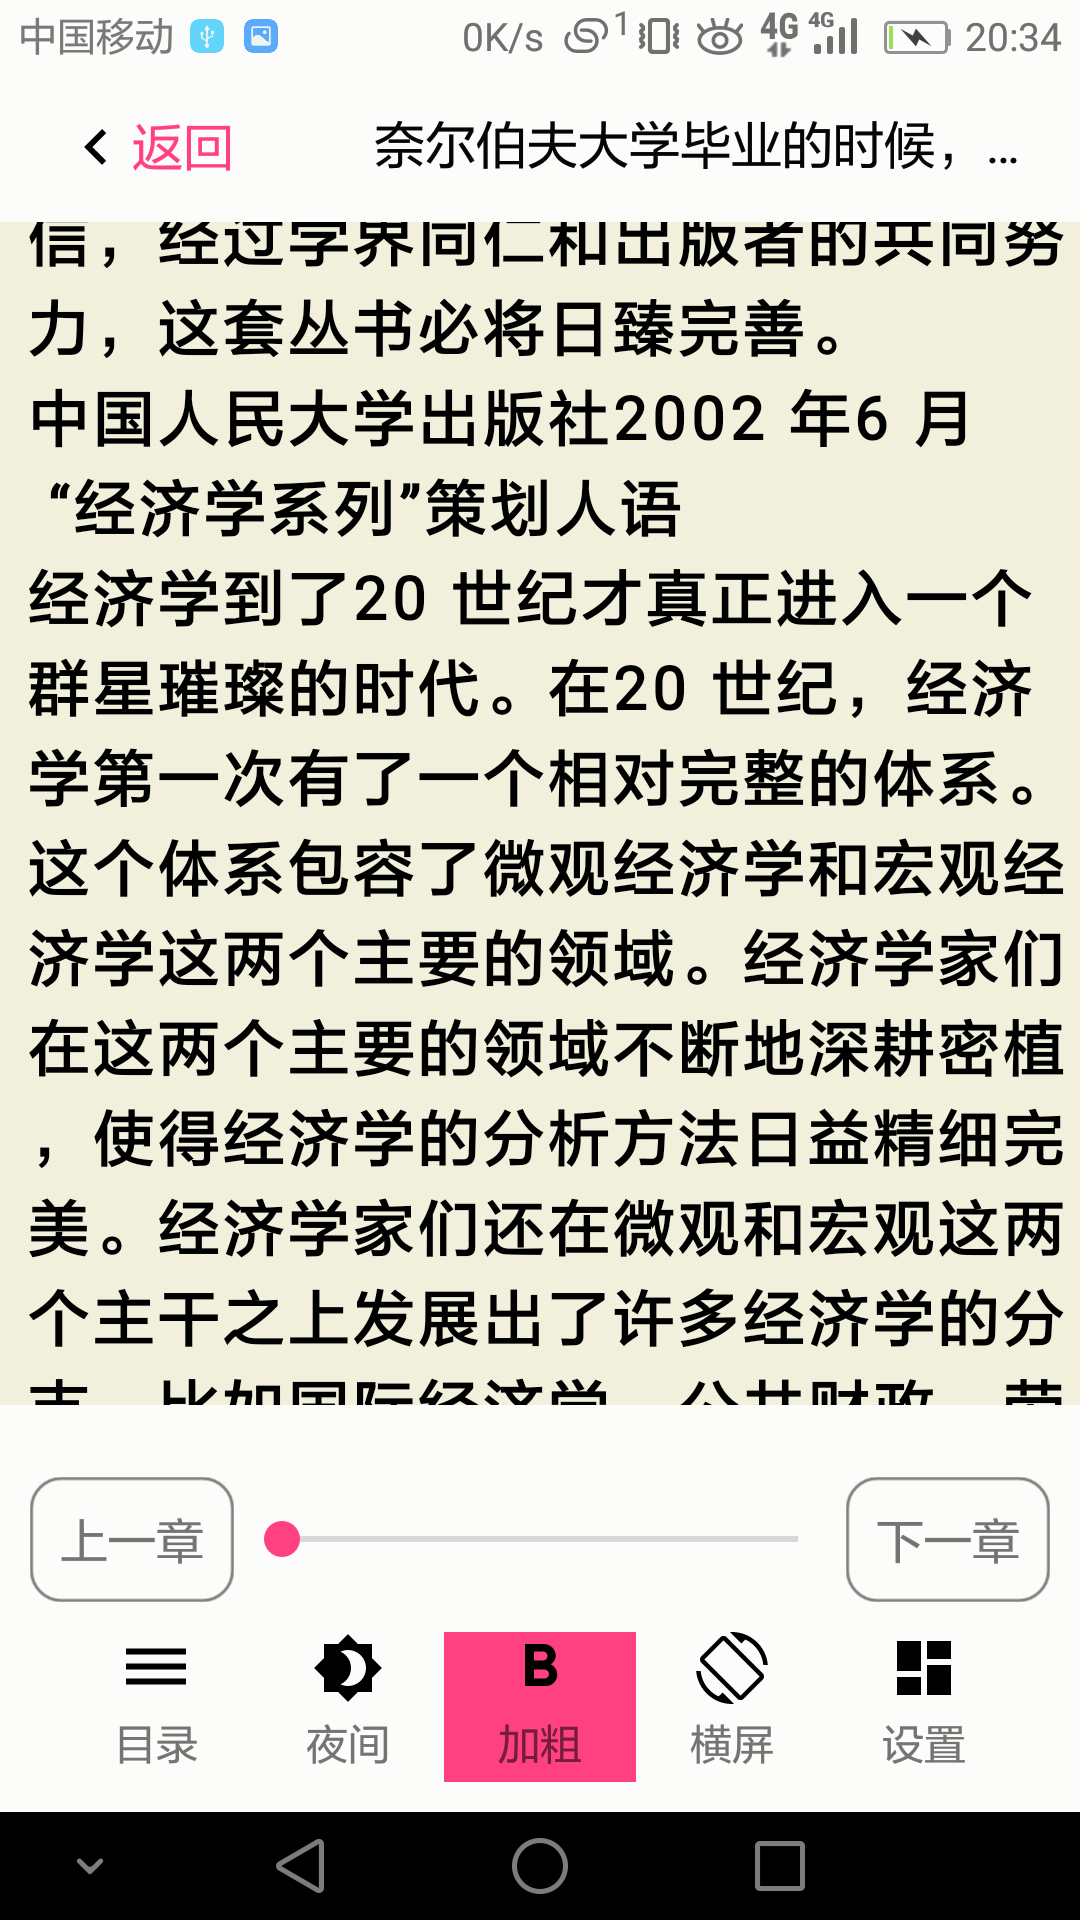 中国移动 0K/s 1 4G 4G 20:34
返回 奈尔伯夫大学毕业的时候，...
信，经过学界同仁和出版者的共同努
力，这套丛书必将日臻完善。
中国人民大学出版社2002 年6 月
“经济学系列”策划人语
经济学到了20 世纪才真正进入一个
群星璀璨的时代。在20 世纪，经济
学第一次有了一个相对完整的体系。
这个体系包容了微观经济学和宏观经
济学这两个主要的领域。经济学家们
在这两个主要的领域不断地深耕密植
，使得经济学的分析方法日益精细完
美。经济学家们还在微观和宏观这两
个主干之上发展出了许多经济学的分
支，比如国际经济学、公共财政、劳
上一章 下一章
目录 夜间 B 加粗 横屏 设置